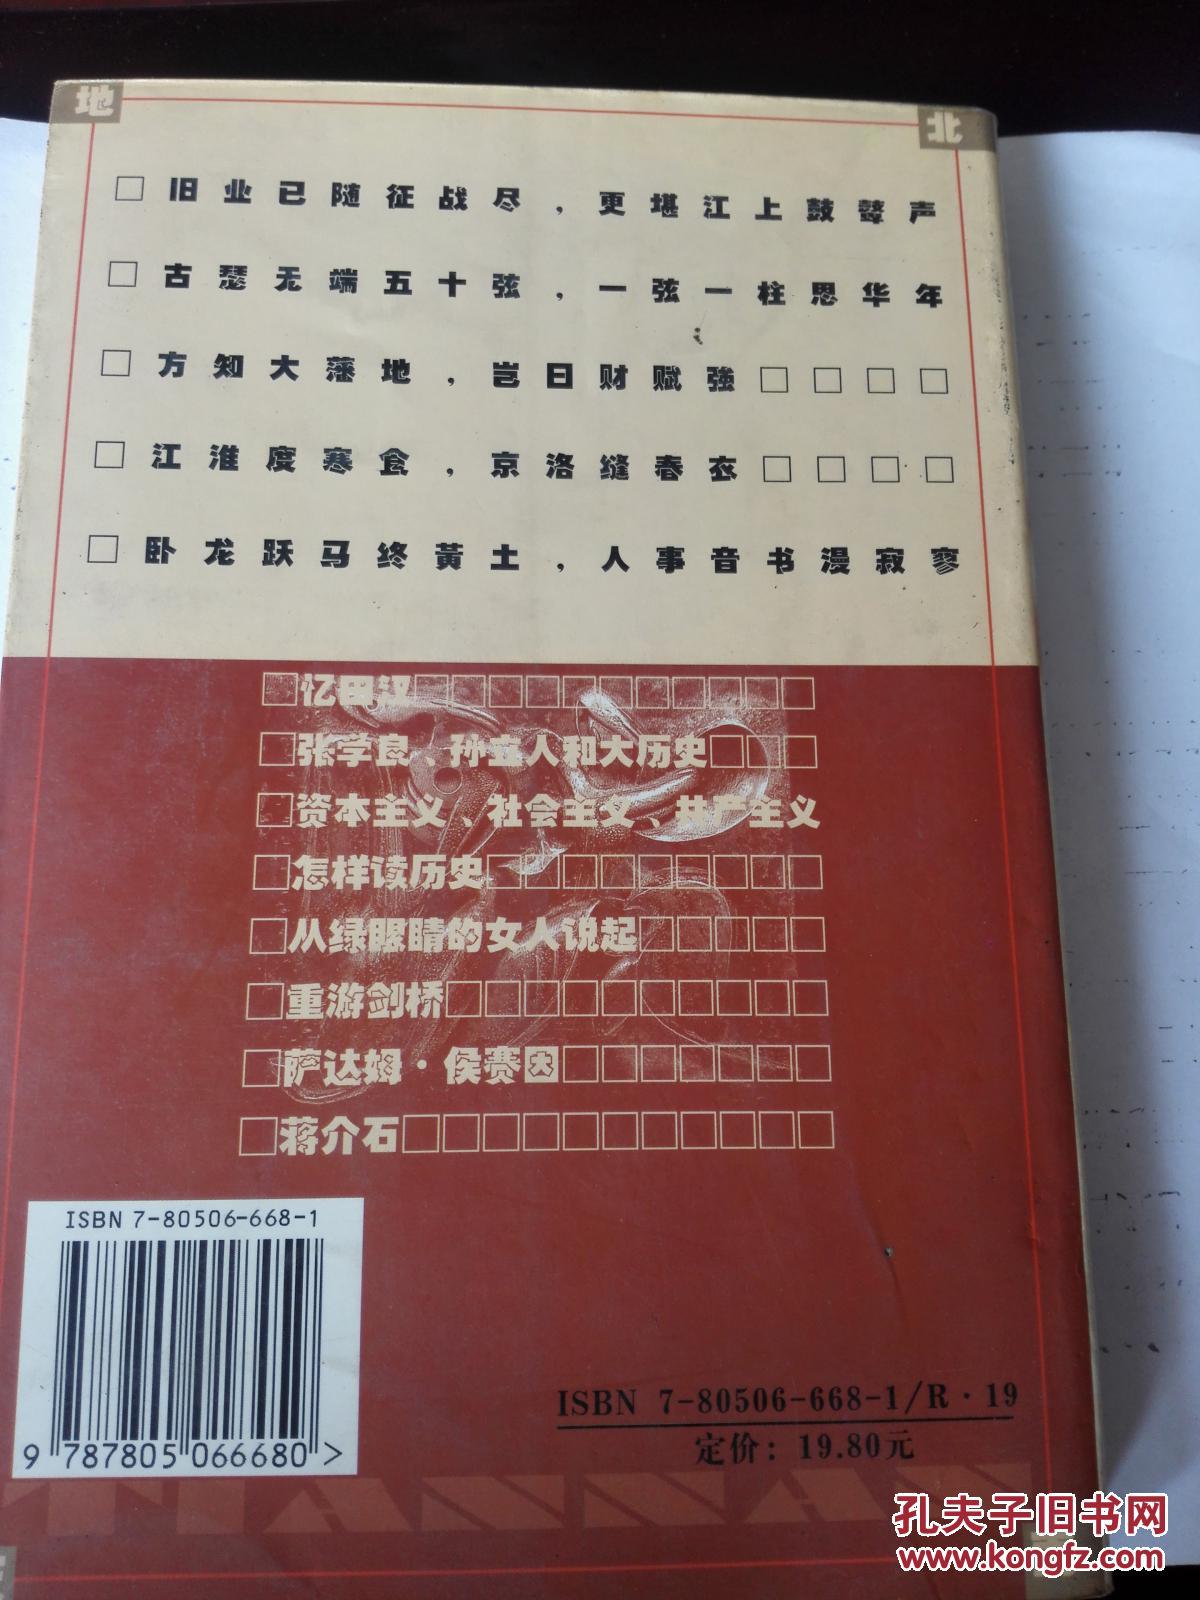 地
北
□旧业已随征战尽，更堪江上鼓鼙声
□古瑟无端五十弦，一弦一柱思华年
□方知大藩地，岂曰财赋強□□□□
□江淮度寒食，京洛缝春衣□□□□
□卧龙跃马终黄土，人事音书漫寂寥
□忆田汉□□□□□□□□□□□
□张学良、孙立人和大历史□□□
□资本主义、社会主义、共产主义
□怎样读历史□□□□□□□□□
□从绿眼睛的女人说起□□□□□
□重游剑桥□□□□□□□□□□
□萨达姆·侯赛因□□□□□□□
□蒋介石□□□□□□□□□□□
ISBN 7-80506-668-1
9 787805 066680 >
ISBN 7-80506-668-1/R·19
定价：19.80元
孔夫子旧书网
www.kongfz.com